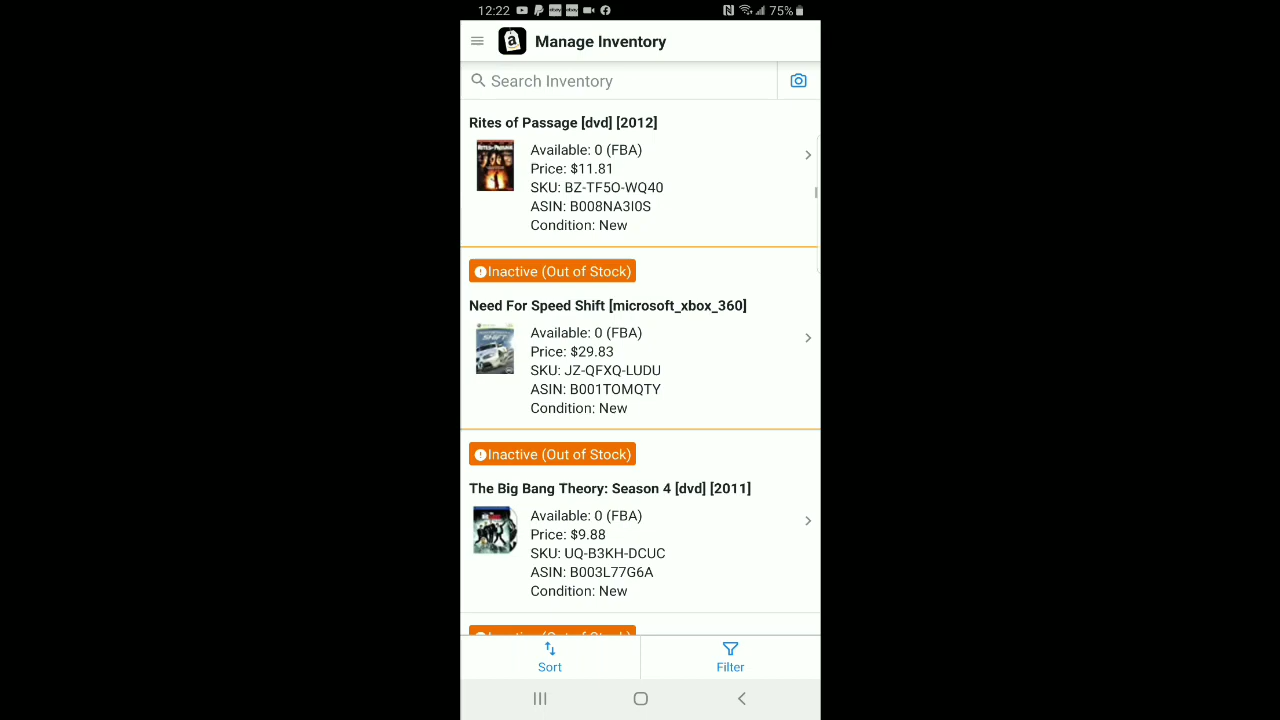 12:22
75%
Manage Inventory
Search Inventory
Rites of Passage [dvd] [2012]
Available: 0 (FBA)
Price: $11.81
SKU: BZ-TF5O-WQ40
ASIN: B008NA3I0S
Condition: New
Inactive (Out of Stock)
Need For Speed Shift [microsoft_xbox_360]
Available: 0 (FBA)
Price: $29.83
SKU: JZ-QFXQ-LUDU
ASIN: B001TOMQTY
Condition: New
Inactive (Out of Stock)
The Big Bang Theory: Season 4 [dvd] [2011]
Available: 0 (FBA)
Price: $9.88
SKU: UQ-B3KH-DCUC
ASIN: B003L77G6A
Condition: New
Inactive (Out of Stock)
Sort
Filter